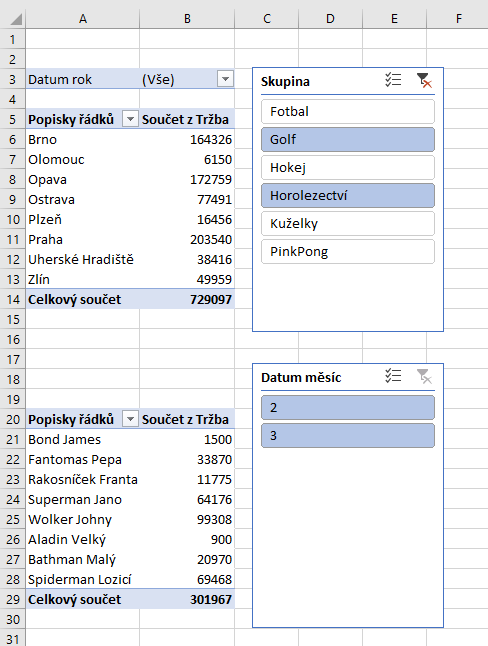 A B C D E F
1
2
3 Datum rok (Vše)
4
5 Popisky řádků Součet z Tržba
6 Brno 164326
7 Olomouc 6150
8 Opava 172759
9 Ostrava 77491
10 Plzeň 16456
11 Praha 203540
12 Uherské Hradiště 38416
13 Zlín 49959
14 Celkový součet 729097
15
16
17
18
19
20 Popisky řádků Součet z Tržba
21 Bond James 1500
22 Fantomas Pepa 33870
23 Rakosníček Franta 11775
24 Superman Jano 64176
25 Wolker Johny 99308
26 Aladin Velký 900
27 Bathman Malý 20970
28 Spiderman Lozicí 69468
29 Celkový součet 301967
30
31
Skupina
Fotbal
Golf
Hokej
Horolezectví
Kuželky
PinkPong
Datum měsíc
2
3